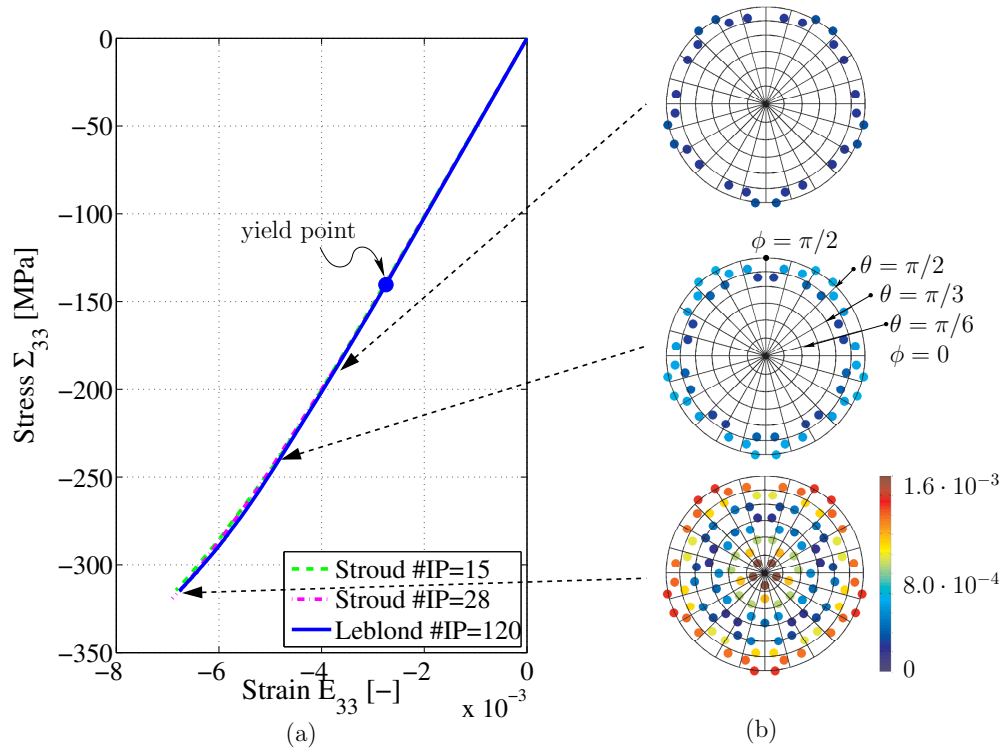 0
−50
−100
−150
−200
−250
−300
−350
Stress Σ33 [MPa]
yield point
Stroud #IP=15
Stroud #IP=28
Leblond #IP=120
−8
−6
−4
−2
0
Strain E33 [−]
x 10−3
(a)
ϕ = π/2
θ = π/2
θ = π/3
θ = π/6
ϕ = 0
1.6 · 10−3
8.0 · 10−4
0
(b)